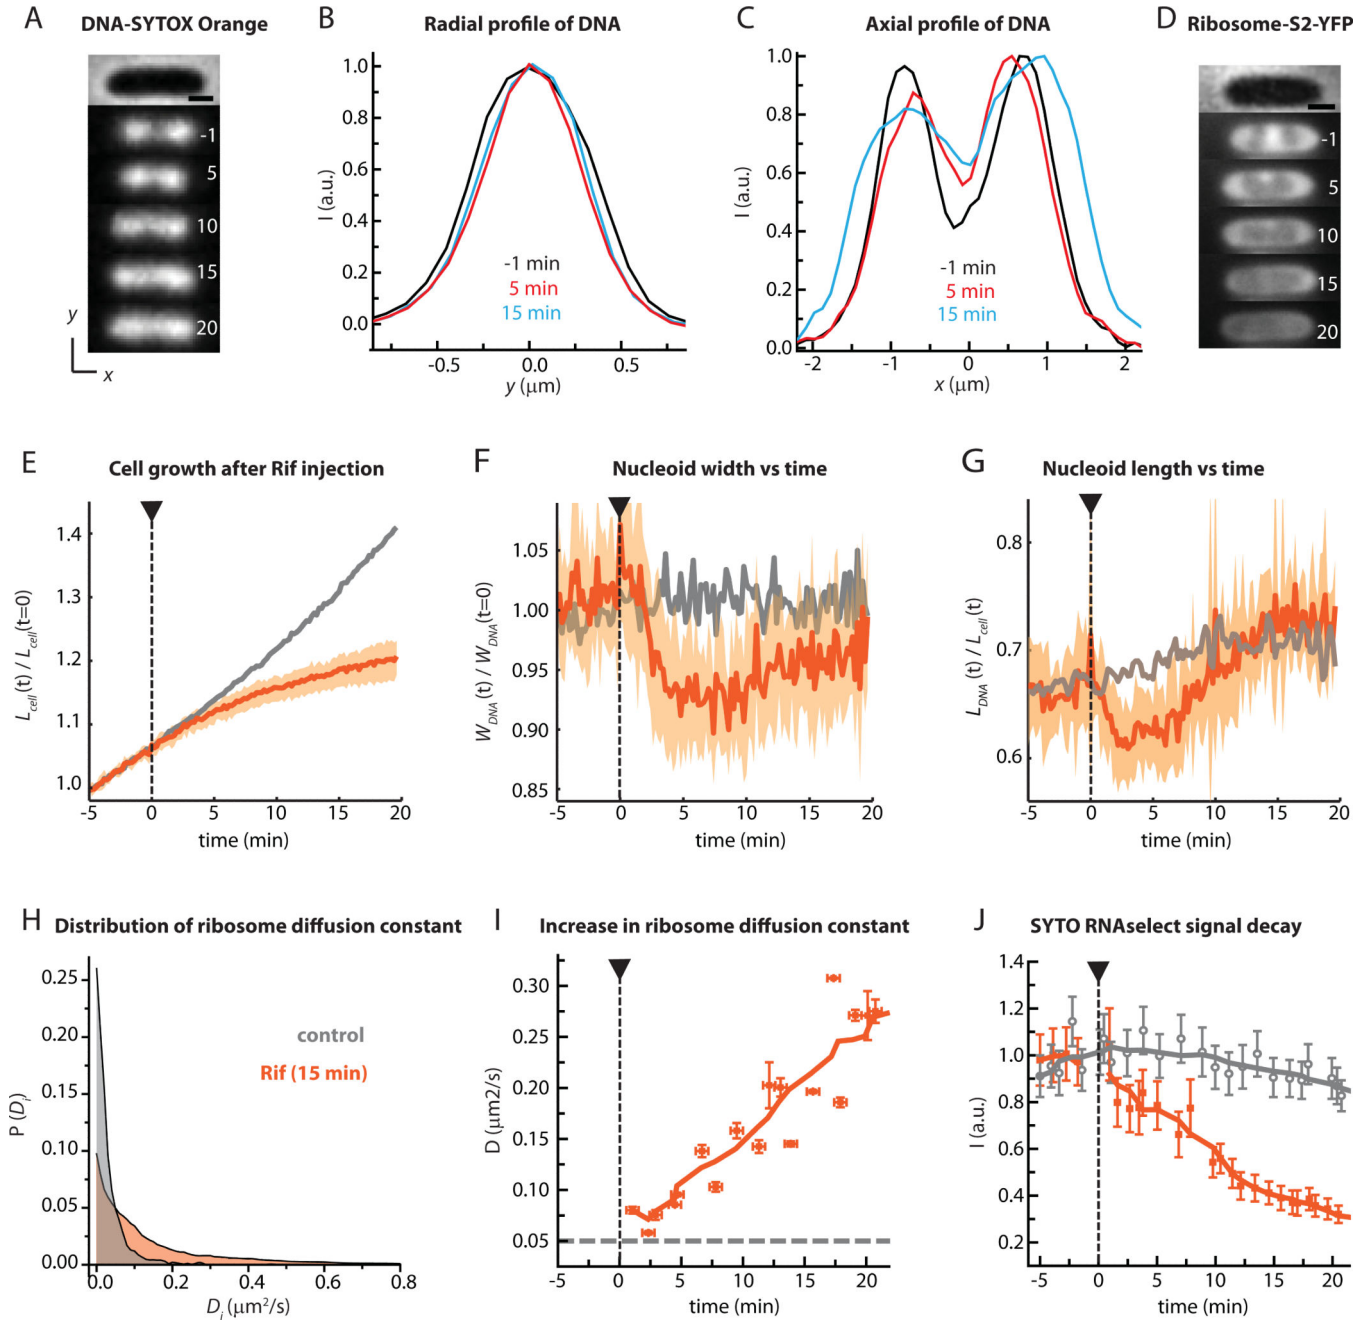 A DNA-SYTOX Orange
-1
5
10
15
20
y
x
B Radial profile of DNA
I (a.u.)
1.0
0.8
0.6
0.4
0.2
0.0
-1 min
5 min
15 min
-0.5 0.0 0.5
y (μm)
C Axial profile of DNA
I (a.u.)
1.0
0.8
0.6
0.4
0.2
0.0
-1 min
5 min
15 min
-2 -1 0 1 2
x (μm)
D Ribosome-S2-YFP
-1
5
10
15
20
E Cell growth after Rif injection
L_cell(t) / L_cell(t=0)
1.4
1.3
1.2
1.1
1.0
-5 0 5 10 15 20
time (min)
F Nucleoid width vs time
W_DNA(t) / W_DNA(t=0)
1.05
1.00
0.95
0.90
0.85
-5 0 5 10 15 20
time (min)
G Nucleoid length vs time
L_DNA(t) / L_cell(t)
0.8
0.7
0.6
-5 0 5 10 15 20
time (min)
H Distribution of ribosome diffusion constant
P(D_i)
0.25
0.20
0.15
0.10
0.05
0.00
control
Rif (15 min)
0.0 0.2 0.4 0.6 0.8
D_i (μm²/s)
I Increase in ribosome diffusion constant
D (μm2/s)
0.30
0.25
0.20
0.15
0.10
0.05
-5 0 5 10 15 20
time (min)
J SYTO RNAselect signal decay
I (a.u.)
1.4
1.2
1.0
0.8
0.6
0.4
0.2
-5 0 5 10 15 20
time (min)